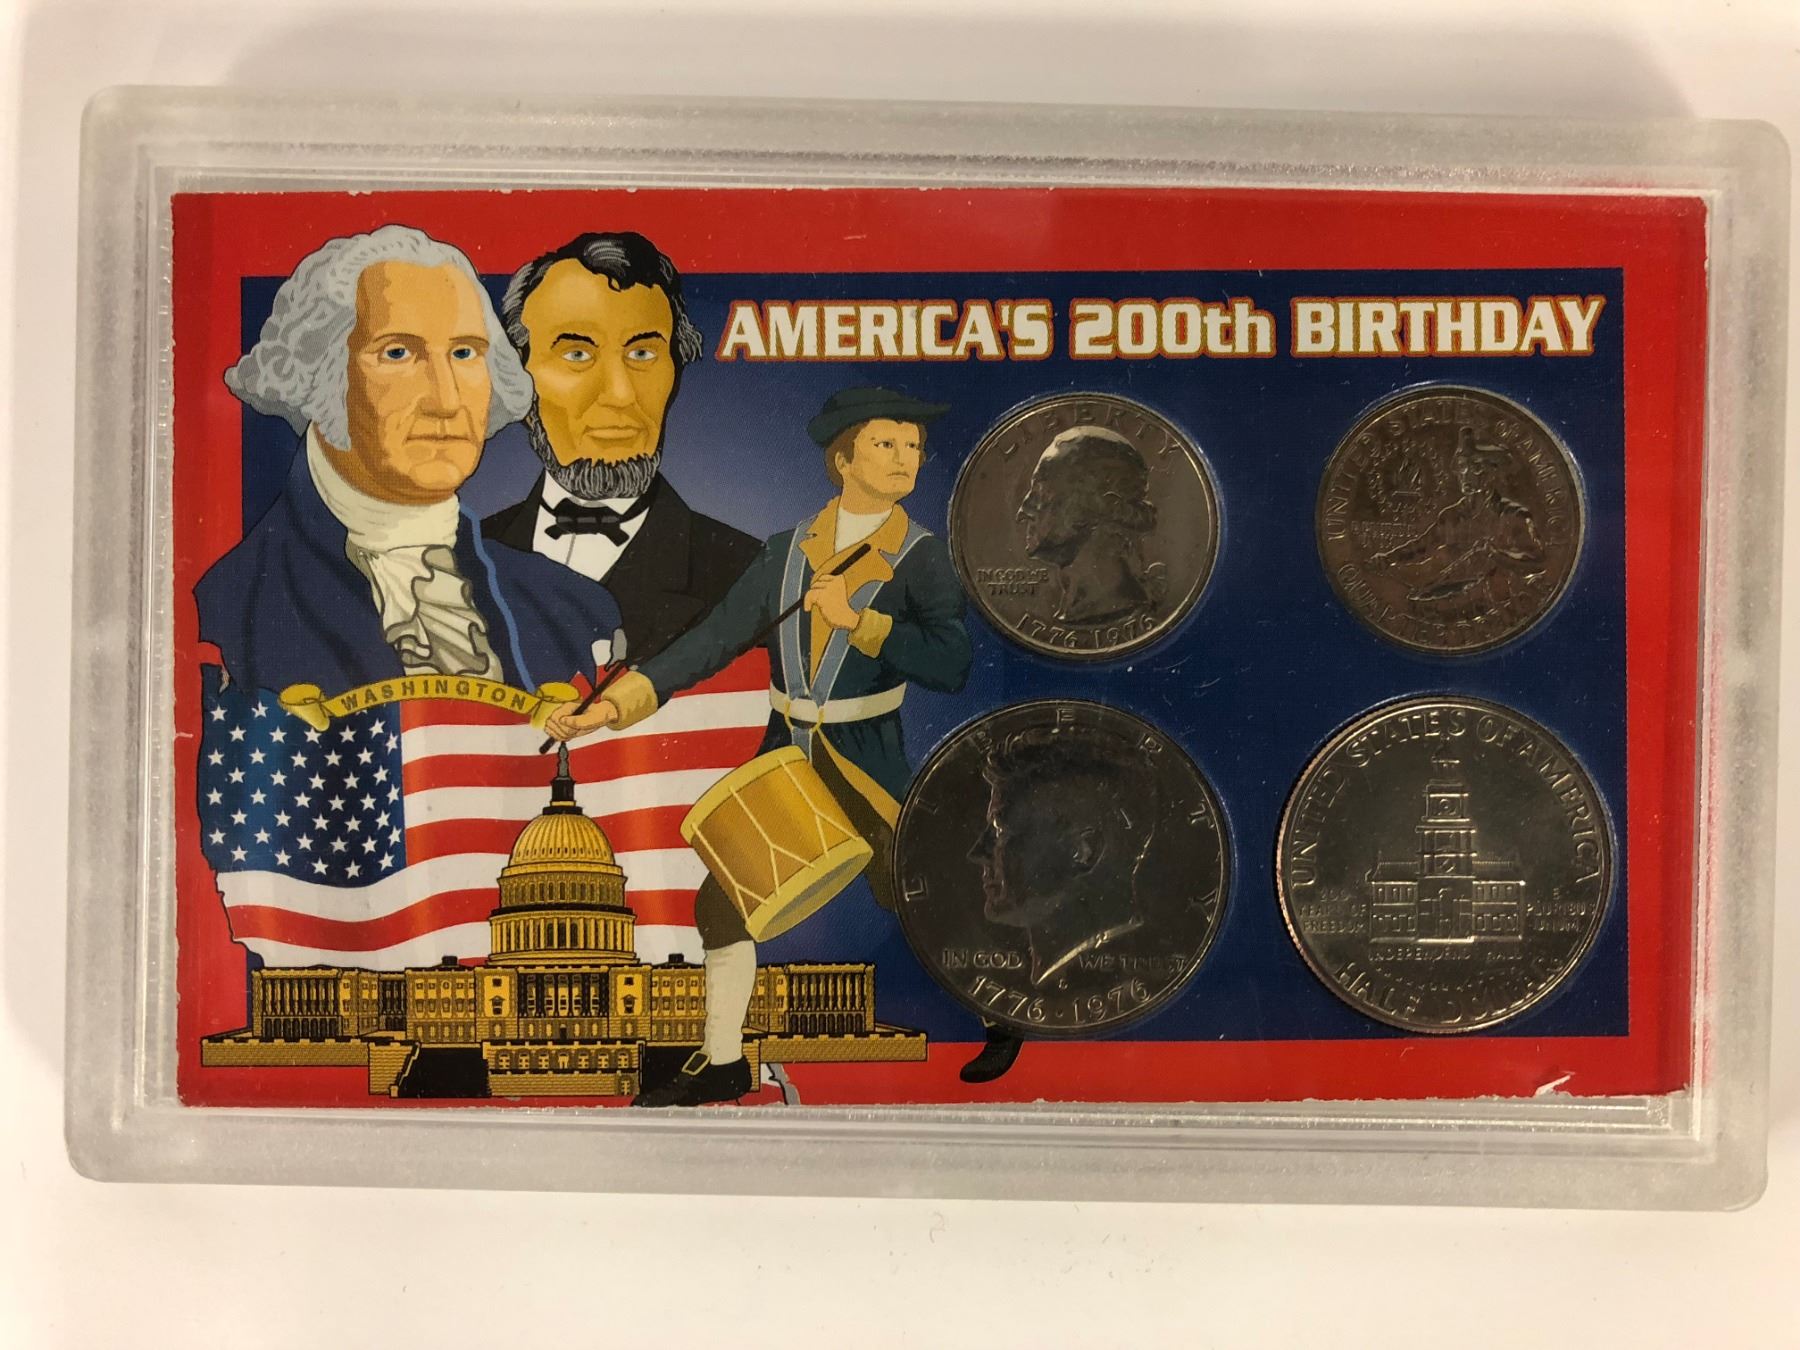 AMERICA'S 200th BIRTHDAY
WASHINGTON
LIBERTY
IN GOD WE
TRUST
1776·1976
UNITED STATES OF AMERICA
QUARTER DOLLAR
LIBERTY
IN GOD WE TRUST
D
1776·1976
UNITED STATES OF AMERICA
200
YEARS OF
FREEDOM
E
PLURIBUS
UNUM
INDEPENDENCE HALL
HALF DOLLAR